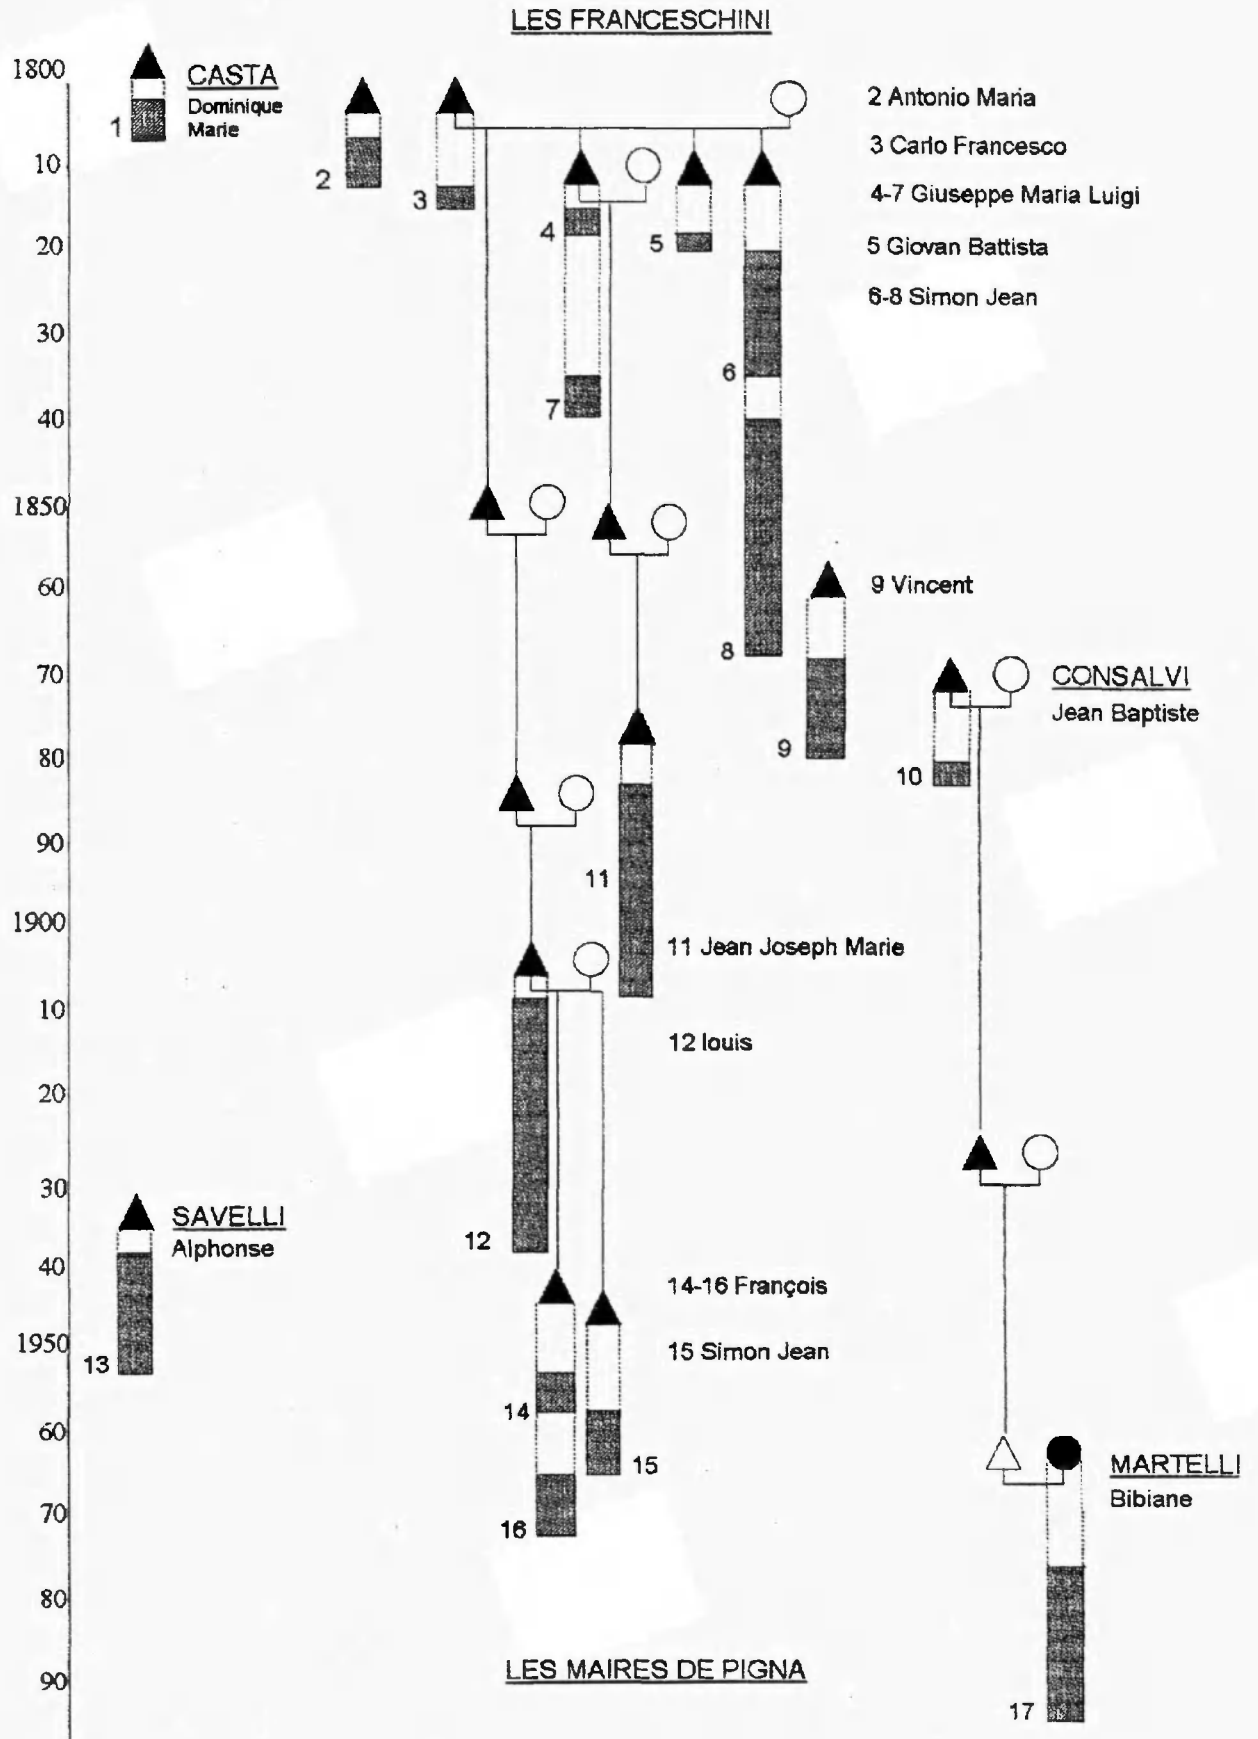 LES FRANCESCHINI
1800
CASTA
Dominique
Marie
1
2 Antonio Maria
3 Carlo Francesco
10
2
3
4-7 Giuseppe Maria Luigi
4
5
20
5 Giovan Battista
6-8 Simon Jean
30
6
7
40
1850
60
9 Vincent
8
70
CONSALVI
Jean Baptiste
9
80
10
90
11
1900
11 Jean Joseph Marie
10
12 louis
20
30
SAVELLI
Alphonse
12
40
14-16 François
1950
13
15 Simon Jean
14
60
15
MARTELLI
Bibiane
70
16
80
LES MAIRES DE PIGNA
90
17